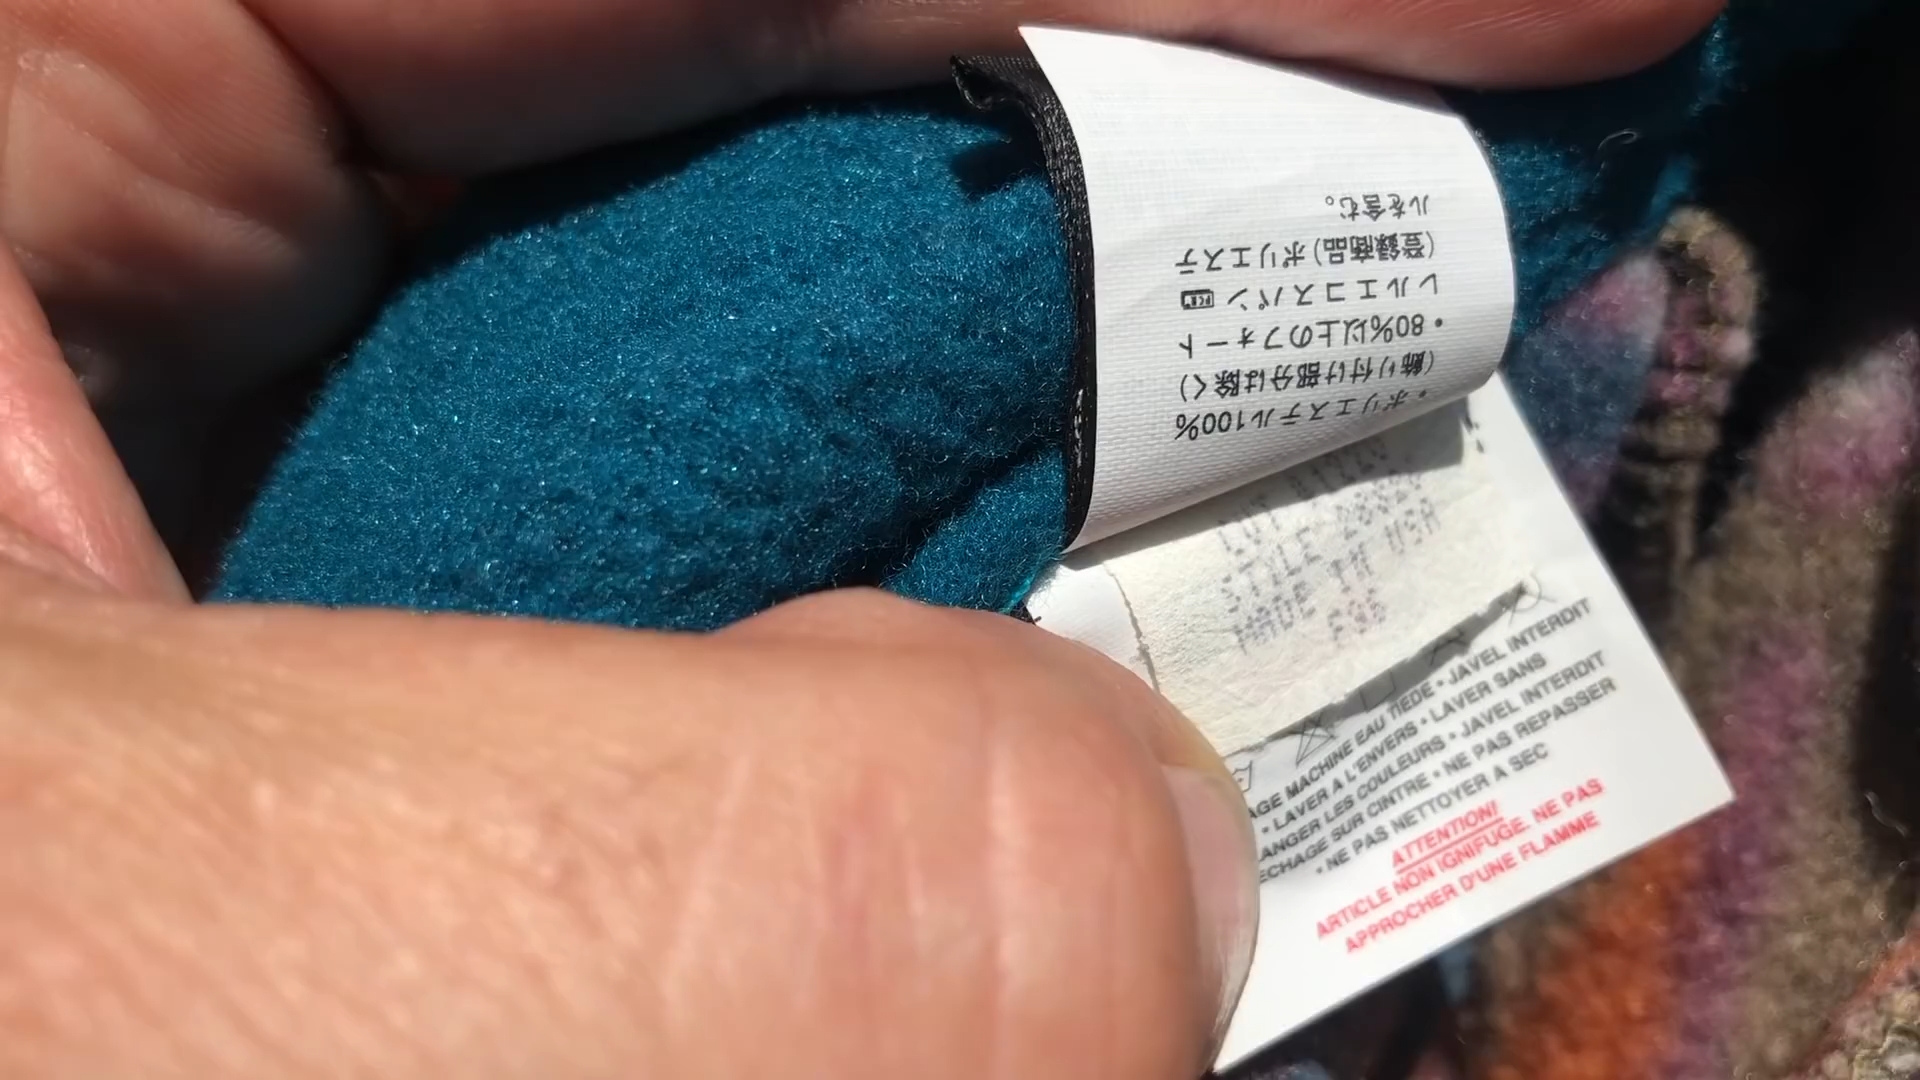 ・ポリエステル100%
(飾り付け部分は除く)
・80%以上のフォート
レルエコスパン
(登録商品)ポリエステ
ルを含む。
STYLE
MADE IN USA
F96
AGE MACHINE EAU TIEDE • JAVEL INTERDIT
• LAVER A L'ENVERS • LAVER SANS
ANGER LES COULEURS • JAVEL INTERDIT
ECHAGE SUR CINTRE • NE PAS REPASSER
• NE PAS NETTOYER A SEC
ATTENTION!
ARTICLE NON IGNIFUGE. NE PAS
APPROCHER D'UNE FLAMME